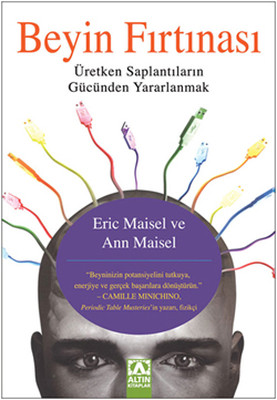 Beyin Fırtınası
Üretken Saplantıların
Gücünden Yararlanmak
Eric Maisel ve
Ann Maisel
"Beyninizin potansiyelini tutkuya,
enerjiye ve gerçek başarılara dönüştürün."
– CAMILLE MINICHINO,
Periodic Table Mysteries'in yazarı, fizikçi
ALTIN
KİTAPLAR